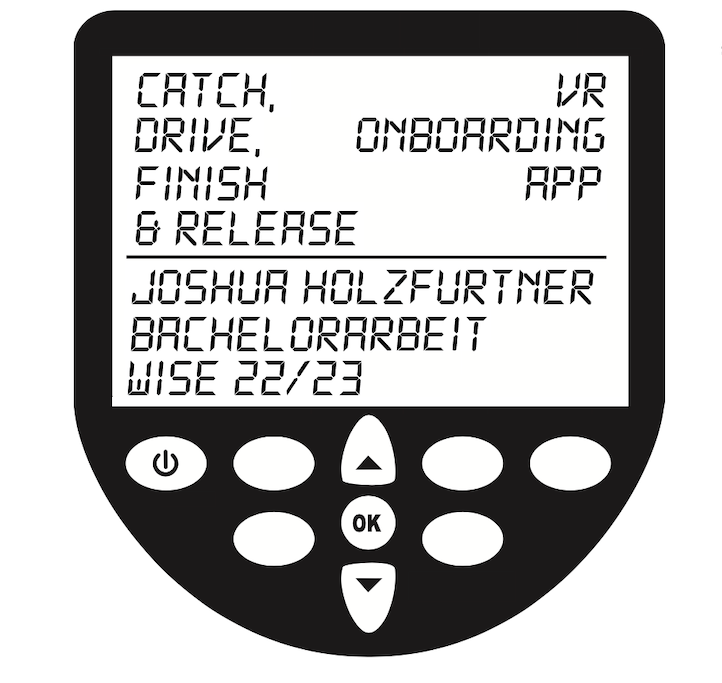 CATCH, VR
DRIVE, ONBOARDING
FINISH APP
& RELEASE
JOSHUA HOLZFURTNER
BACHELORARBEIT
WISE 22/23
OK